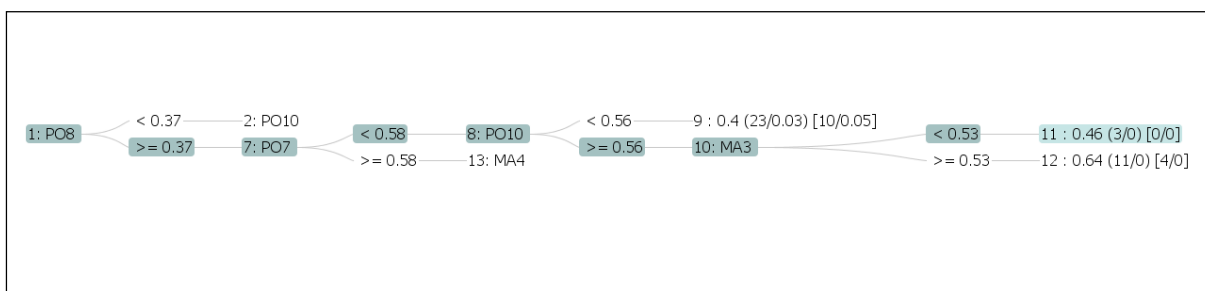 < 0.37 2: PO10 < 0.56 9 : 0.4 (23/0.03) [10/0.05]
1: PO8 < 0.58 8: PO10 < 0.53 11 : 0.46 (3/0) [0/0]
>= 0.37 7: PO7 >= 0.56 10: MA3
>= 0.58 13: MA4 >= 0.53 12 : 0.64 (11/0) [4/0]